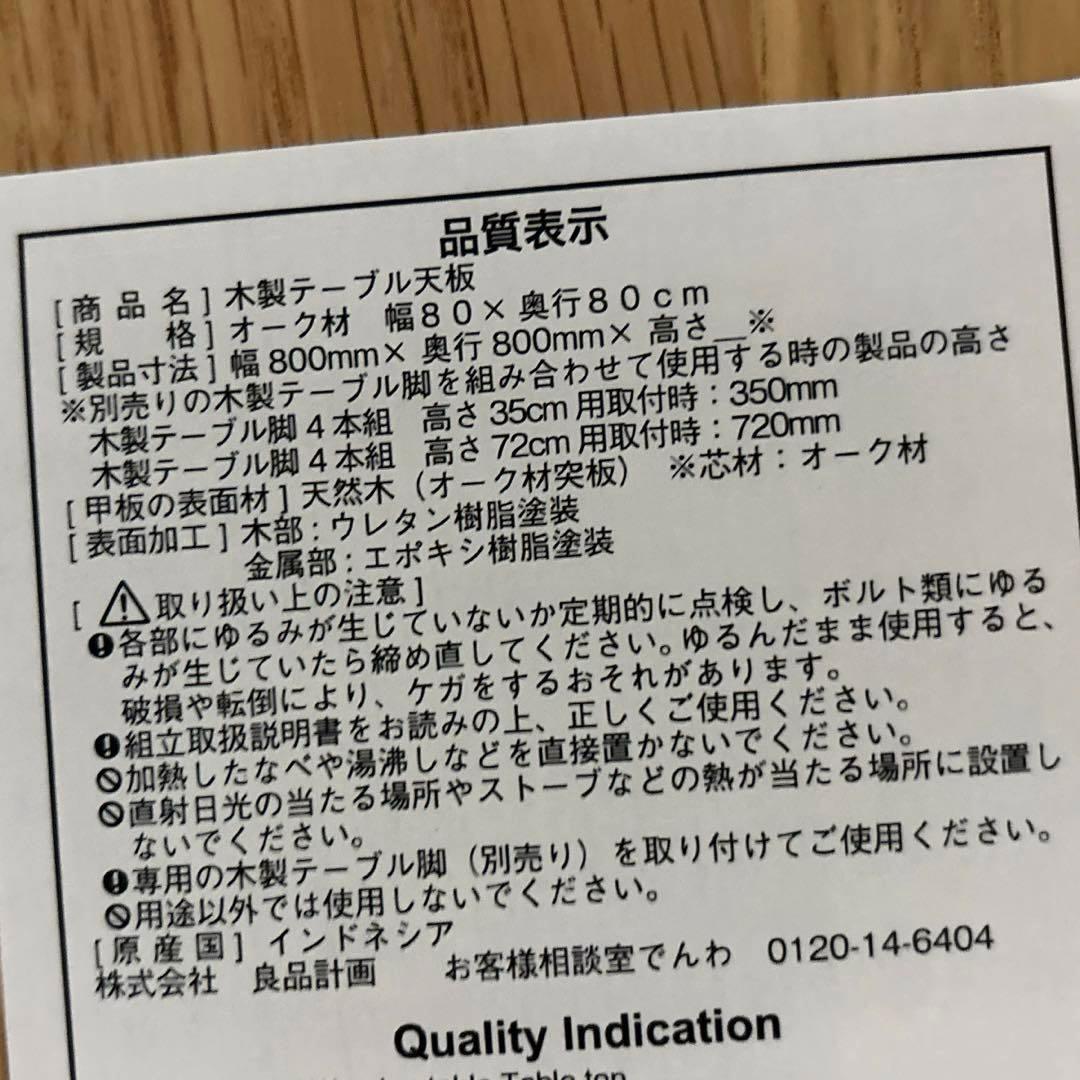 品質表示
[商 品 名] 木製テーブル天板
[規　　格] オーク材　幅８０× 奥行８０ｃｍ
[製品寸法] 幅 800mm× 奥行 800mm× 高さ__※
※別売りの木製テーブル脚を組み合わせて使用する時の製品の高さ
木製テーブル脚 4 本組　高さ 35cm 用取付時：350mm
木製テーブル脚 4 本組　高さ 72cm 用取付時：720mm
[甲板の表面材] 天然木（オーク材突板）　※芯材：オーク材
[表面加工] 木部：ウレタン樹脂塗装
金属部：エポキシ樹脂塗装
[ ⚠取り扱い上の注意]
各部にゆるみが生じていないか定期的に点検し、ボルト類にゆる
みが生じていたら締め直してください。ゆるんだまま使用すると、
破損や転倒により、ケガをするおそれがあります。
組立取扱説明書をお読みの上、正しくご使用ください。
加熱したなべや湯沸しなどを直接置かないでください。
直射日光の当たる場所やストーブなどの熱が当たる場所に設置し
ないでください。
専用の木製テーブル脚（別売り）を取り付けてご使用ください。
用途以外では使用しないでください。
[原 産 国] インドネシア
株式会社　良品計画　　お客様相談室でんわ　0120-14-6404
Quality Indication
Table top